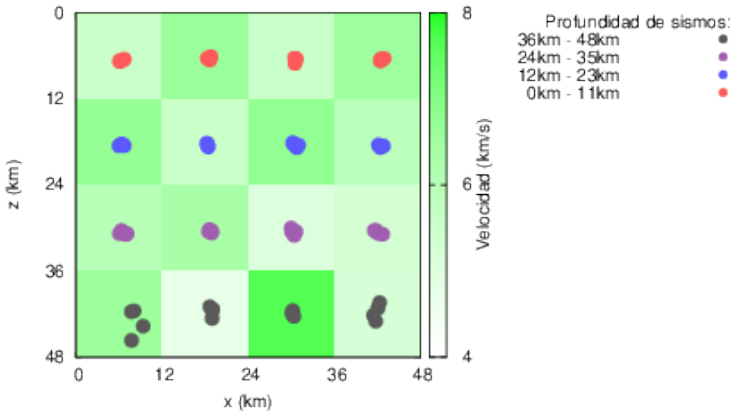 0
12
24
36
48
z (km)
0
12
24
36
48
x (km)
8
6
4
Velocidad (km/s)
Profundidad de sismos:
36km - 48km
24km - 35km
12km - 23km
0km - 11km